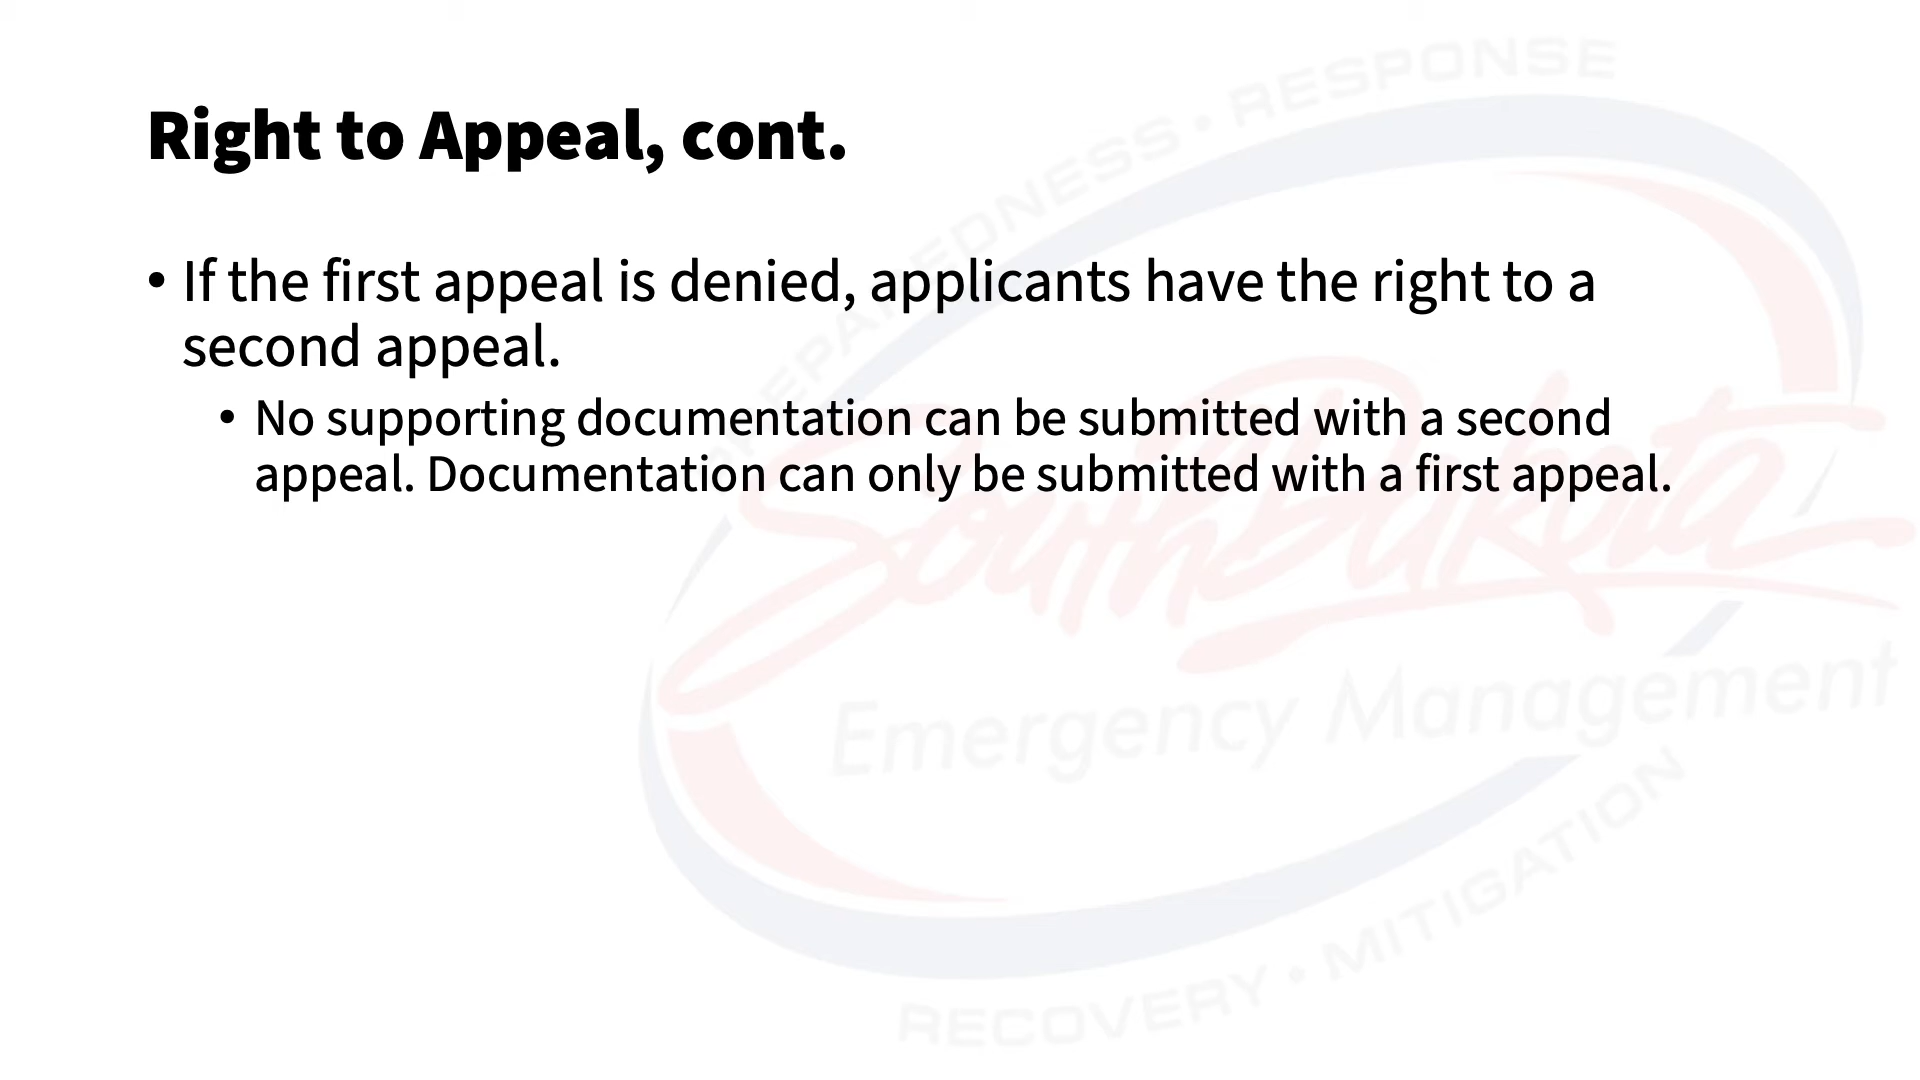 Right to Appeal, cont.
• If the first appeal is denied, applicants have the right to a
second appeal.
• No supporting documentation can be submitted with a second
appeal. Documentation can only be submitted with a first appeal.
PREPAREDNESS • RESPONSE
South Dakota
Emergency Management
RECOVERY • MITIGATION